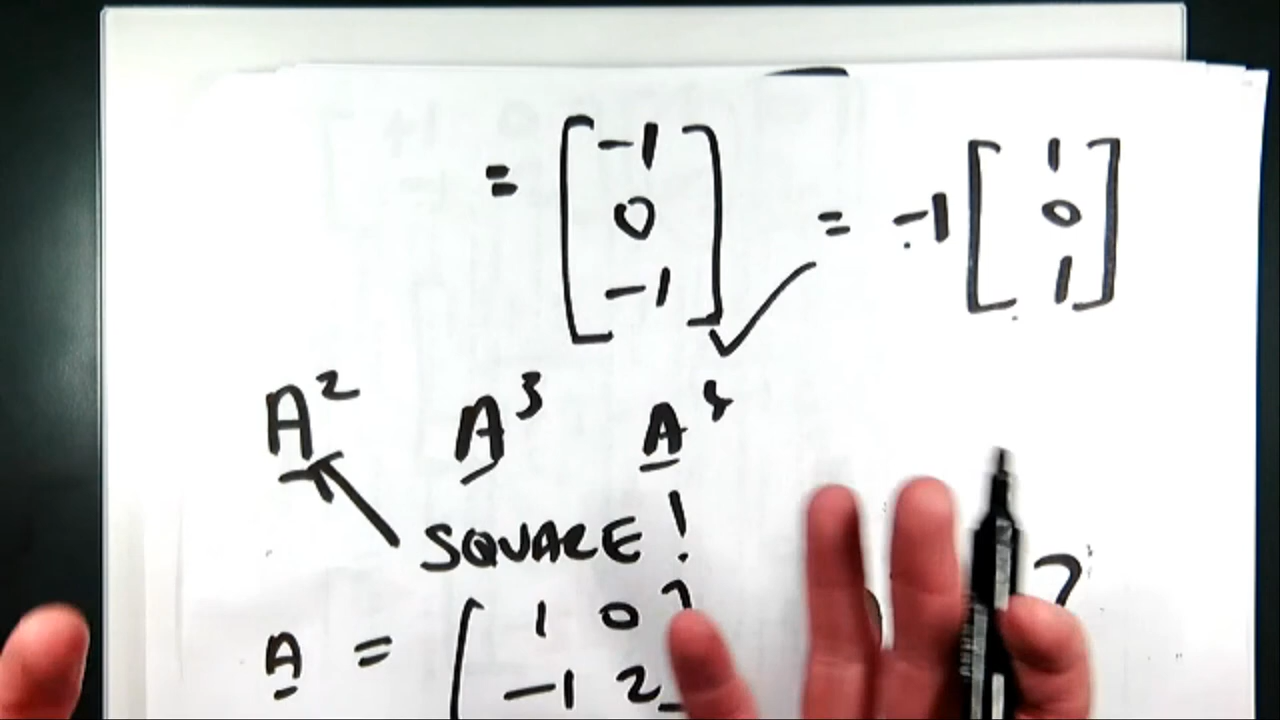 = [-1 0 -1] = -1 [1 0 1]
A² A³ A⁴
SQUARE!
A = [1 0
-1 2]
?